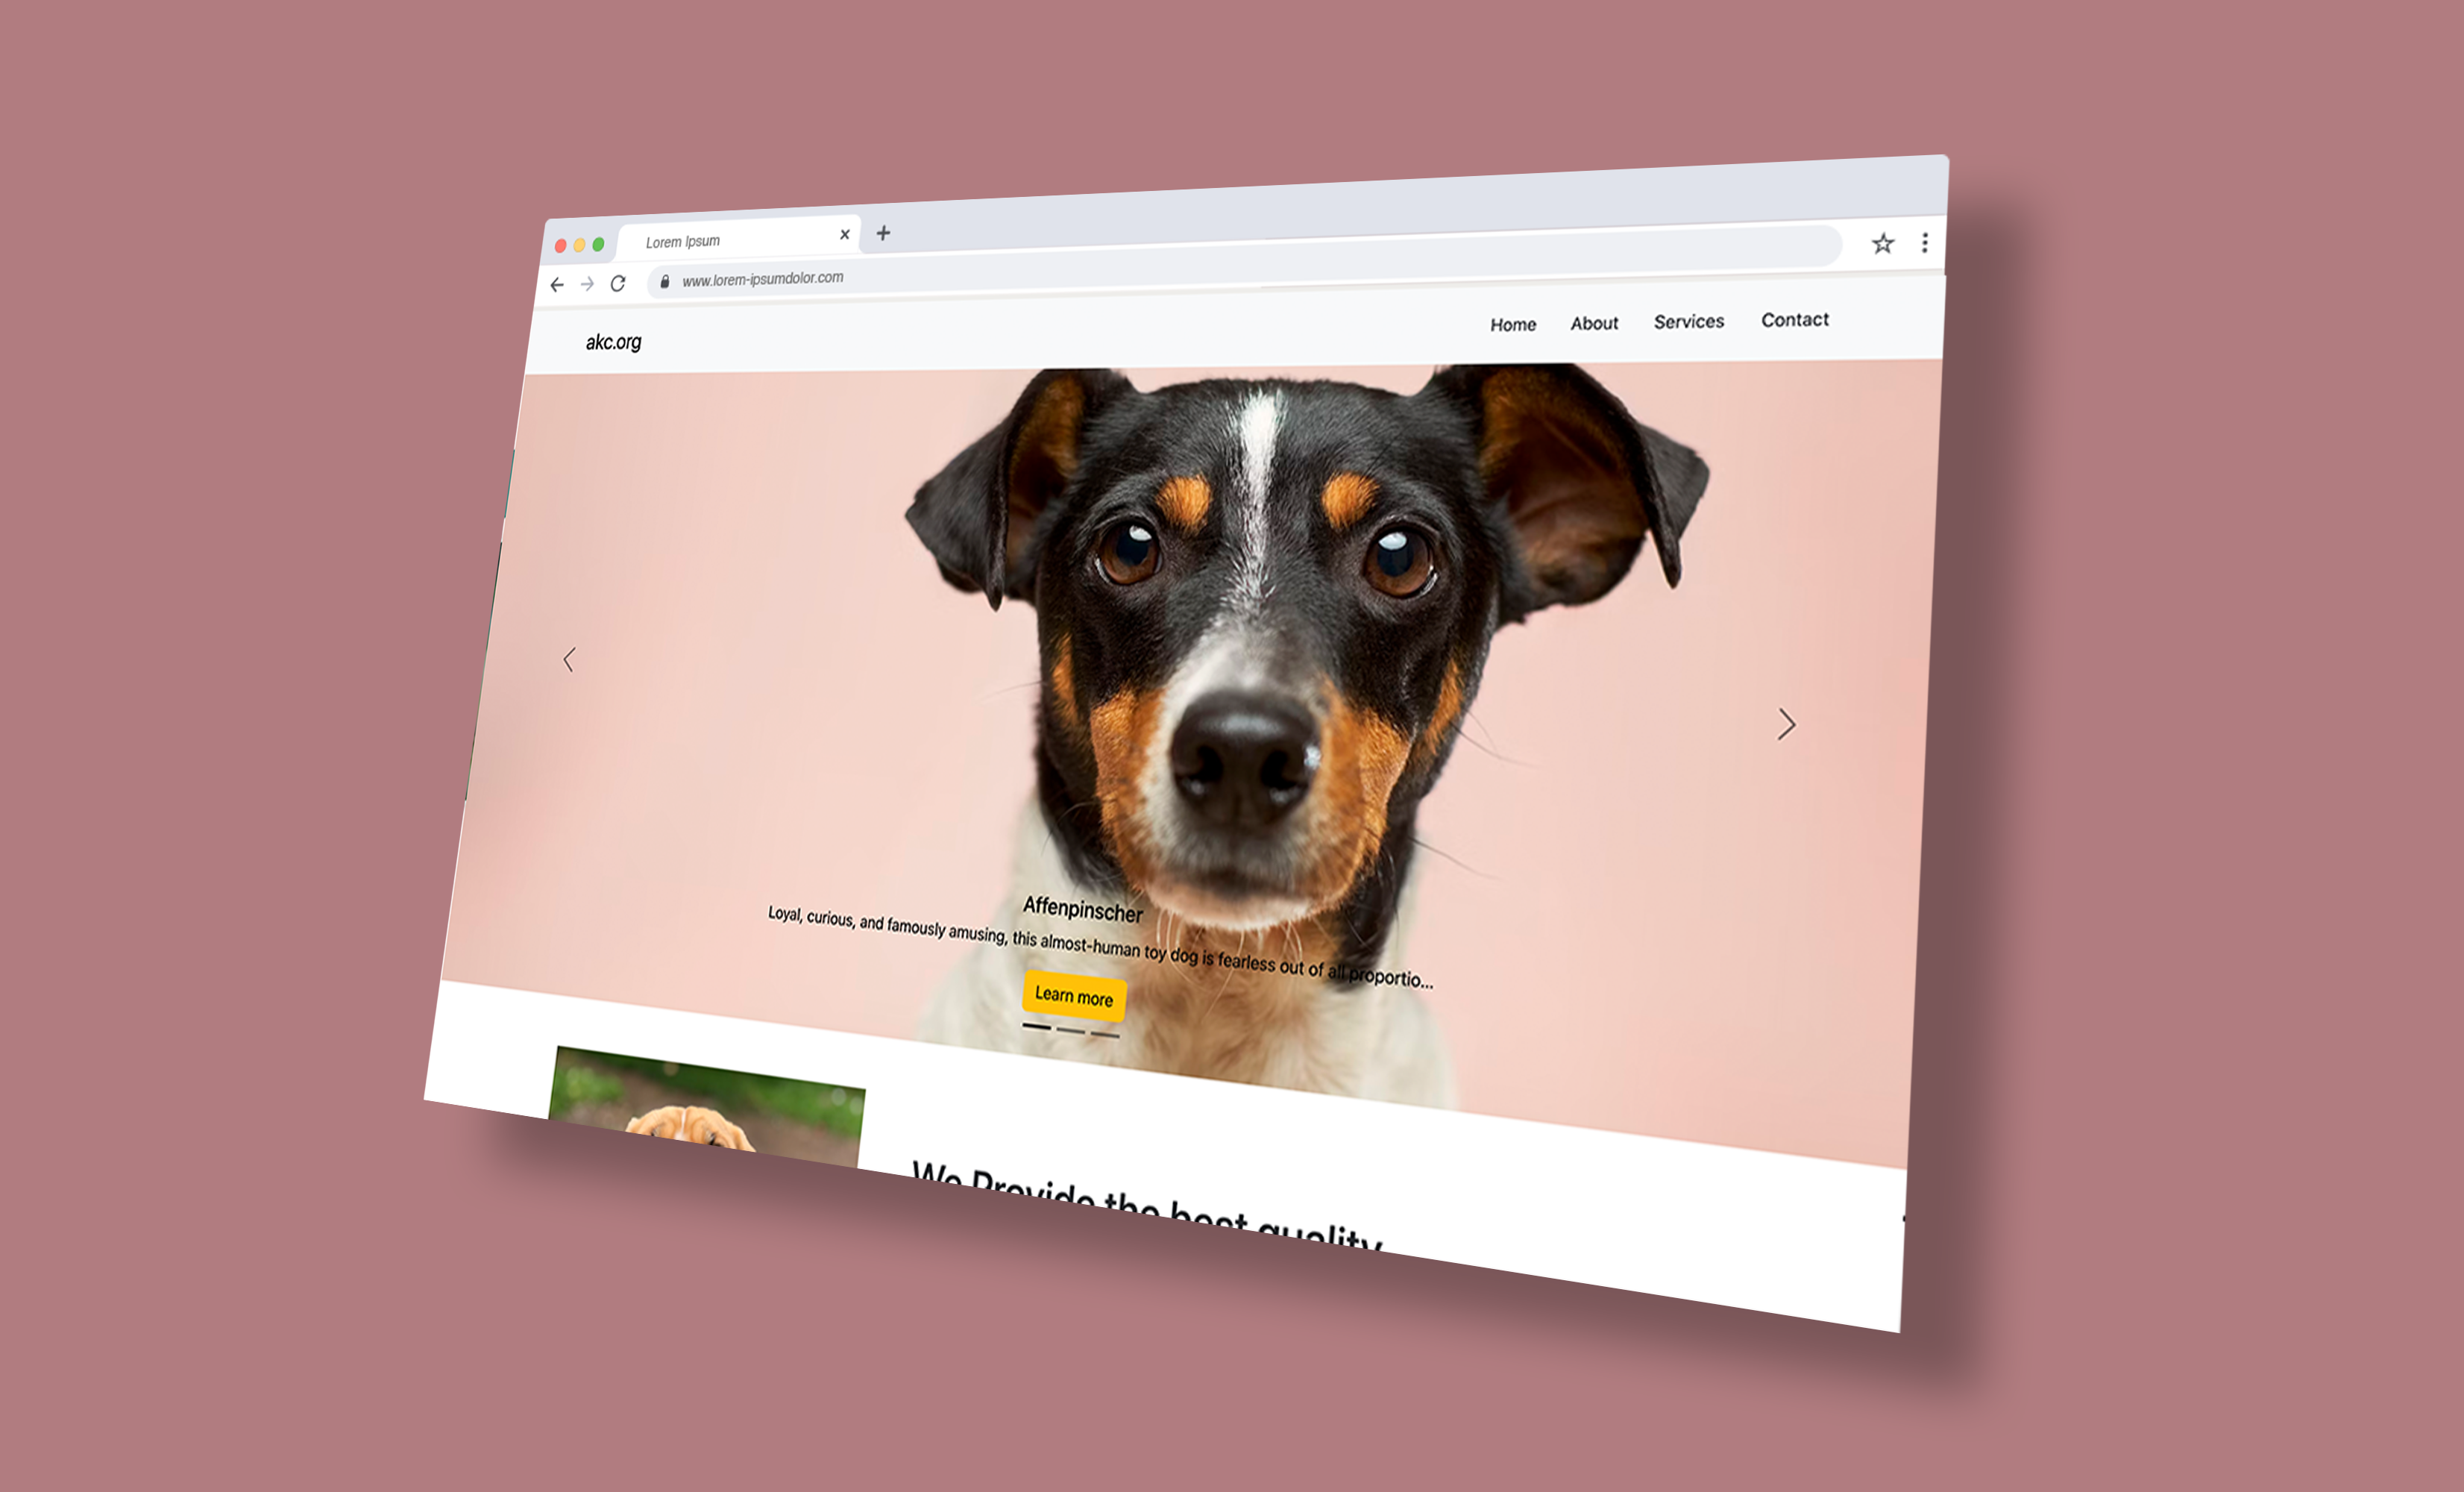 Lorem Ipsum
www.lorem-ipsumdolor.com
akc.org
Home About Services Contact
Affenpinscher
Loyal, curious, and famously amusing, this almost-human toy dog is fearless out of all proportio...
Learn more
We Provide the best quality